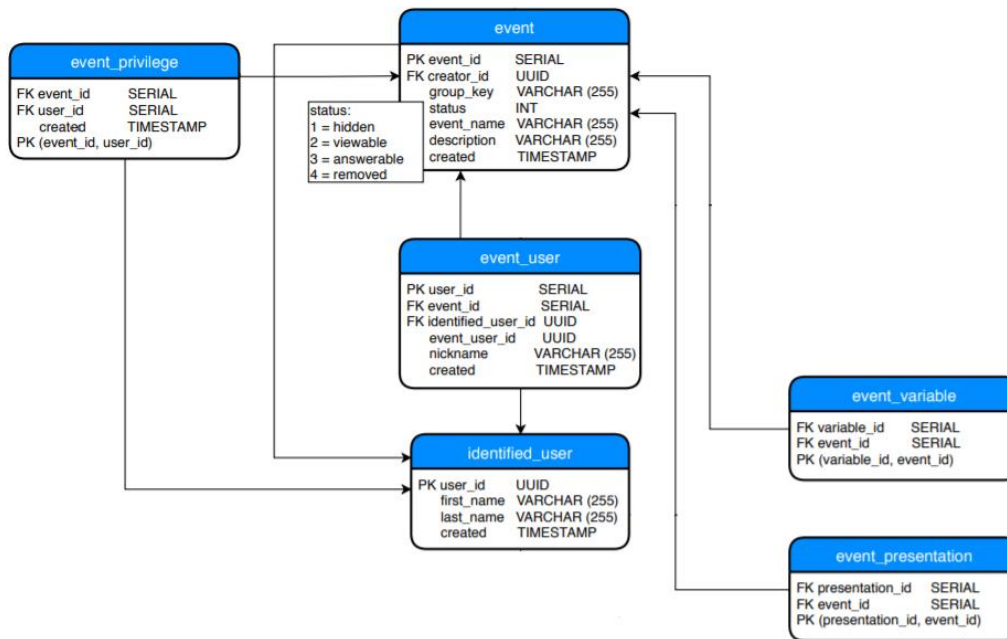 event
PK event_id SERIAL
FK creator_id UUID
group_key VARCHAR (255)
status INT
event_name VARCHAR (255)
description VARCHAR (255)
created TIMESTAMP
event_privilege
FK event_id SERIAL
FK user_id SERIAL
created TIMESTAMP
PK (event_id, user_id)
status:
1 = hidden
2 = viewable
3 = answerable
4 = removed
event_user
PK user_id SERIAL
FK event_id SERIAL
FK identified_user_id UUID
event_user_id UUID
nickname VARCHAR (255)
created TIMESTAMP
event_variable
FK variable_id SERIAL
FK event_id SERIAL
PK (variable_id, event_id)
identified_user
PK user_id UUID
first_name VARCHAR (255)
last_name VARCHAR (255)
created TIMESTAMP
event_presentation
FK presentation_id SERIAL
FK event_id SERIAL
PK (presentation_id, event_id)